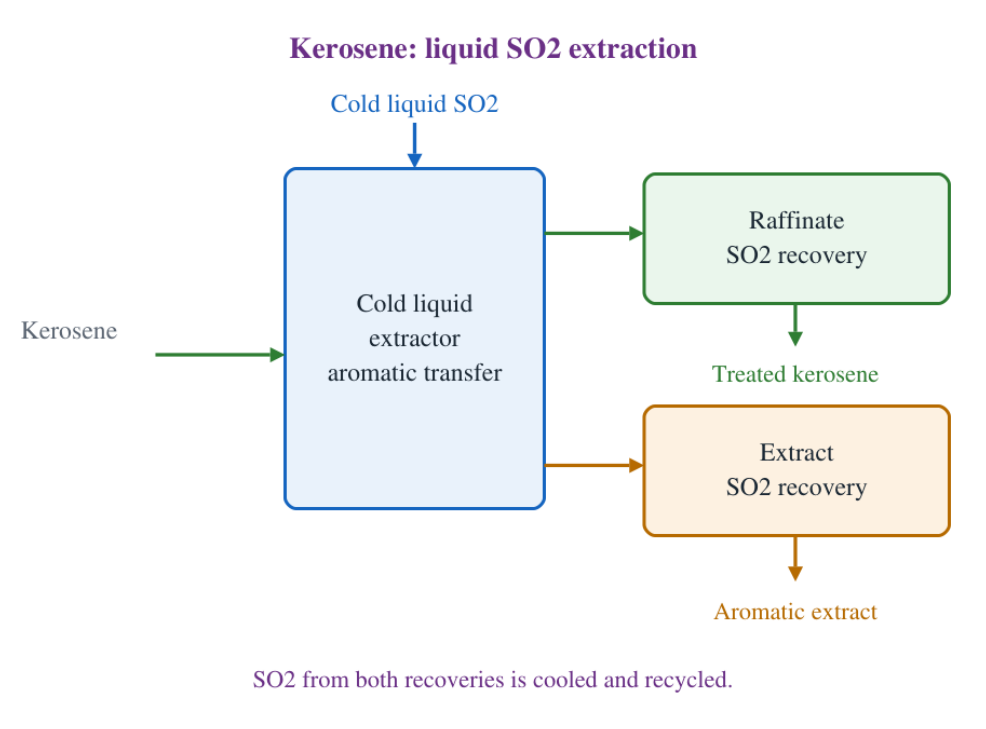 Kerosene: liquid SO2 extraction
Cold liquid SO2
Kerosene
Cold liquid
extractor
aromatic transfer
Raffinate
SO2 recovery
Treated kerosene
Extract
SO2 recovery
Aromatic extract
SO2 from both recoveries is cooled and recycled.